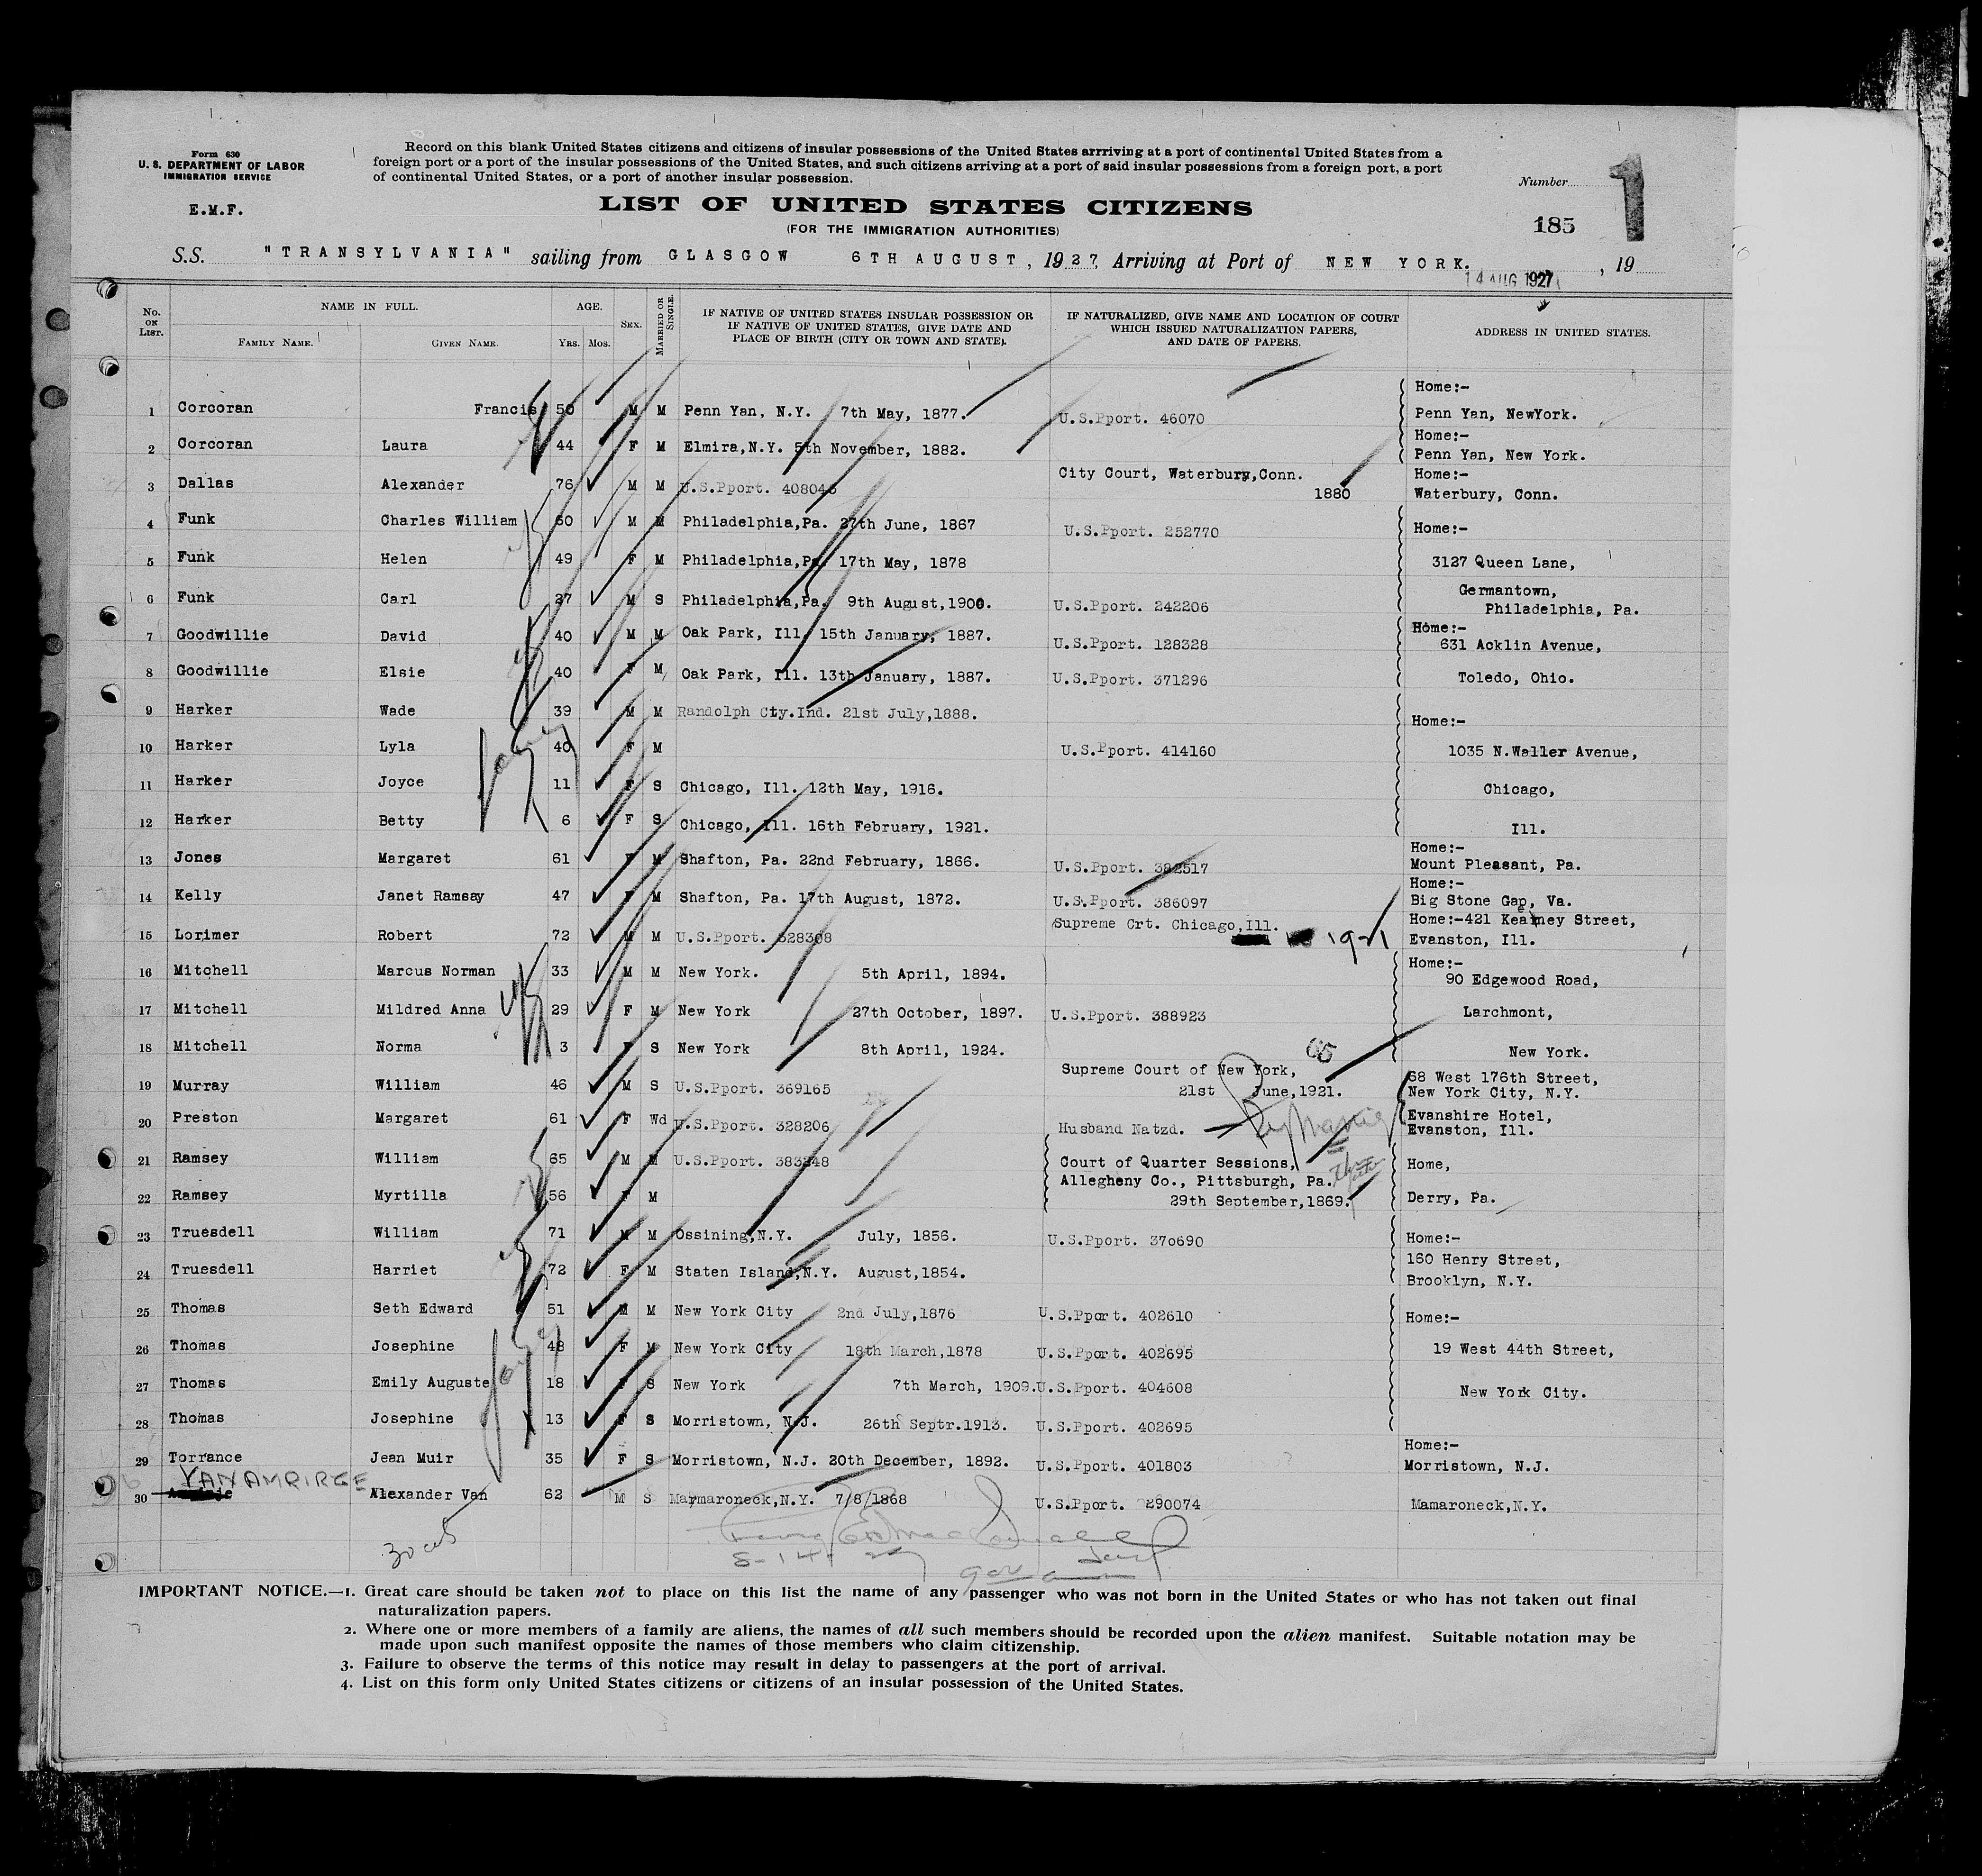 Form 630
U. S. DEPARTMENT OF LABOR
IMMIGRATION SERVICE
E.M.F.
Record on this blank United States citizens and citizens of insular possessions of the United States arrriving at a port of continental United States from a
foreign port or a port of the insular possessions of the United States, and such citizens arriving at a port of said insular possessions from a foreign port, a port
of continental United States, or a port of another insular possession.
Number
1
185
LIST OF UNITED STATES CITIZENS
(FOR THE IMMIGRATION AUTHORITIES)
S.S. "TRANSYLVANIA" sailing from GLASGOW 6TH AUGUST, 1927, Arriving at Port of NEW YORK. , 19
14 AUG 1927
No. ON LIST. NAME IN FULL. FAMILY NAME. GIVEN NAME. AGE. Yrs. Mos. SEX. MARRIED OR SINGLE. IF NATIVE OF UNITED STATES INSULAR POSSESSION OR IF NATIVE OF UNITED STATES, GIVE DATE AND PLACE OF BIRTH (CITY OR TOWN AND STATE). IF NATURALIZED, GIVE NAME AND LOCATION OF COURT WHICH ISSUED NATURALIZATION PAPERS, AND DATE OF PAPERS. ADDRESS IN UNITED STATES.
Home:-
1 Corcoran Francis 50 M M Penn Yan, N.Y. 7th May, 1877. U.S.Pport. 46070 Penn Yan, NewYork.
Home:-
2 Corcoran Laura 44 F M Elmira,N.Y. 5th November, 1882. Penn Yan, New York.
City Court, Waterbury,Conn. Home:-
3 Dallas Alexander 76 M M U.S.Pport. 408046 1880 Waterbury, Conn.
4 Funk Charles William 60 M M Philadelphia,Pa. 27th June, 1867 U.S.Pport. 252770 Home:-
5 Funk Helen 49 F M Philadelphia,Pa. 17th May, 1878 3127 Queen Lane,
Germantown,
6 Funk Carl 27 M S Philadelphia,Pa. 9th August,1900. U.S.Pport. 242206 Philadelphia, Pa.
Home:-
7 Goodwillie David 40 M M Oak Park, Ill. 15th January, 1887. U.S.Pport. 128328 631 Acklin Avenue,
8 Goodwillie Elsie 40 F M Oak Park, Ill. 13th January, 1887. U.S.Pport. 371296 Toledo, Ohio.
9 Harker Wade 39 M M Randolph Cty.Ind. 21st July,1888. Home:-
10 Harker Lyla 40 F M U.S.Pport. 414160 1035 N.Waller Avenue,
11 Harker Joyce 11 F S Chicago, Ill. 12th May, 1916. Chicago,
12 Harker Betty 6 F S Chicago, Ill. 16th February, 1921. Ill.
Home:-
13 Jones Margaret 61 F M Shafton, Pa. 22nd February, 1866. U.S.Pport. 382517 Mount Pleasant, Pa.
Home:-
14 Kelly Janet Ramsay 47 F M Shafton, Pa. 17th August, 1872. U.S.Pport. 386097 Big Stone Gap, Va.
Supreme Crt. Chicago,Ill. Home:-421 Kearney Street,
15 Lorimer Robert 72 M M U.S.Pport. 328308 Evanston, Ill.
Home:-
16 Mitchell Marcus Norman 33 M M New York. 5th April, 1894. 90 Edgewood Road,
17 Mitchell Mildred Anna 29 F M New York 27th October, 1897. U.S.Pport. 388923 Larchmont,
18 Mitchell Norma 3 F S New York 8th April, 1924. New York.
Supreme Court of New York, 68 West 176th Street,
19 Murray William 46 M S U.S.Pport. 369165 21st June,1921. New York City, N.Y.
Evanshire Hotel,
20 Preston Margaret 61 F Wd U.S.Pport. 328206 Husband Natzd. Evanston, Ill.
21 Ramsey William 65 M M U.S.Pport. 383248 Court of Quarter Sessions, Home,
Allegheny Co., Pittsburgh, Pa.
22 Ramsey Myrtilla 56 F M 29th September,1869. Derry, Pa.
23 Truesdell William 71 M M Ossining,N.Y. July, 1856. U.S.Pport. 370690 Home:-
160 Henry Street,
24 Truesdell Harriet 72 F M Staten Island,N.Y. August,1854. Brooklyn, N.Y.
25 Thomas Seth Edward 51 M M New York City 2nd July,1876 U.S.Pport. 402610 Home:-
26 Thomas Josephine 48 F M New York City 18th March,1878 U.S.Pport. 402695 19 West 44th Street,
27 Thomas Emily Auguste 18 F S New York 7th March, 1909. U.S.Pport. 404608 New York City.
28 Thomas Josephine 13 F S Morristown, N.J. 26th Septr.1913. U.S.Pport. 402695
Home:-
29 Torrance Jean Muir 35 F S Morristown, N.J. 20th December, 1892. U.S.Pport. 401803 Morristown, N.J.
VAN AMRIRGE
30 Alexander Van 62 M S Marmaroneck,N.Y. 7/8/1868 U.S.Pport. 290074 Mamaroneck,N.Y.
IMPORTANT NOTICE.—1. Great care should be taken not to place on this list the name of any passenger who was not born in the United States or who has not taken out final
naturalization papers.
2. Where one or more members of a family are aliens, the names of all such members should be recorded upon the alien manifest. Suitable notation may be
made upon such manifest opposite the names of those members who claim citizenship.
3. Failure to observe the terms of this notice may result in delay to passengers at the port of arrival.
4. List on this form only United States citizens or citizens of an insular possession of the United States.